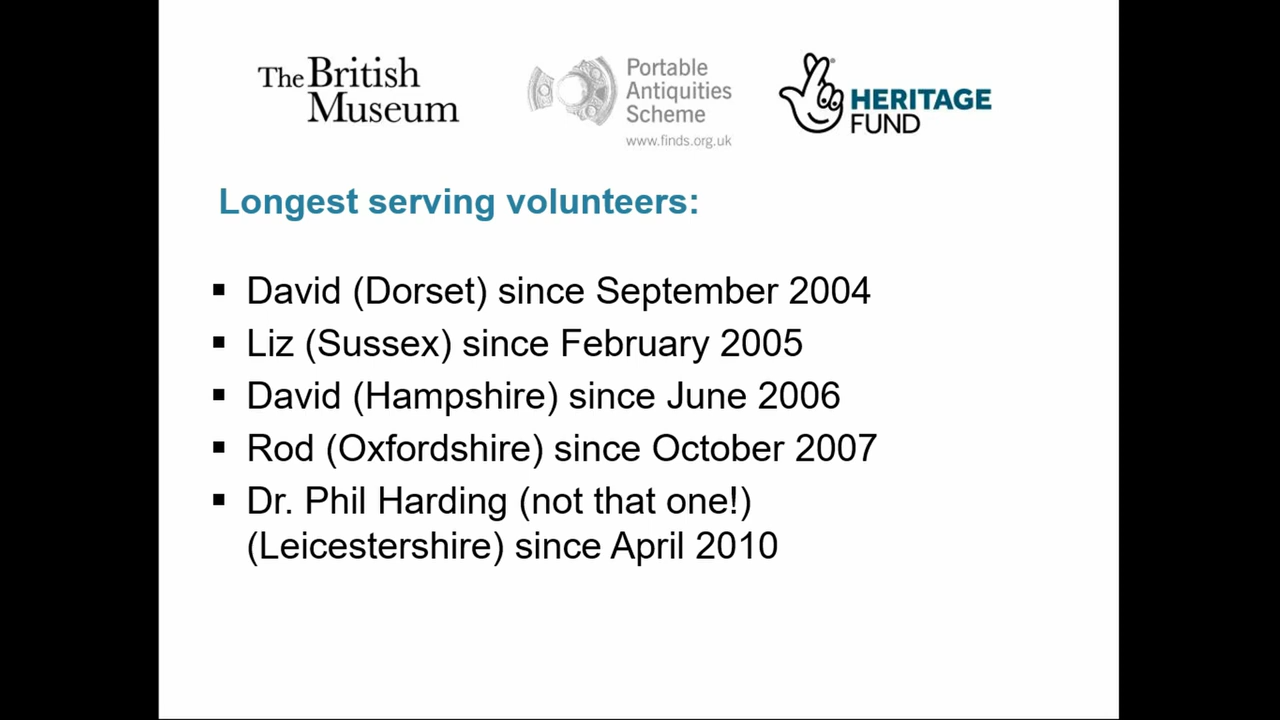 The British
Museum
Portable
Antiquities
Scheme
www.finds.org.uk
HERITAGE
FUND
Longest serving volunteers:
▪ David (Dorset) since September 2004
▪ Liz (Sussex) since February 2005
▪ David (Hampshire) since June 2006
▪ Rod (Oxfordshire) since October 2007
▪ Dr. Phil Harding (not that one!)
(Leicestershire) since April 2010